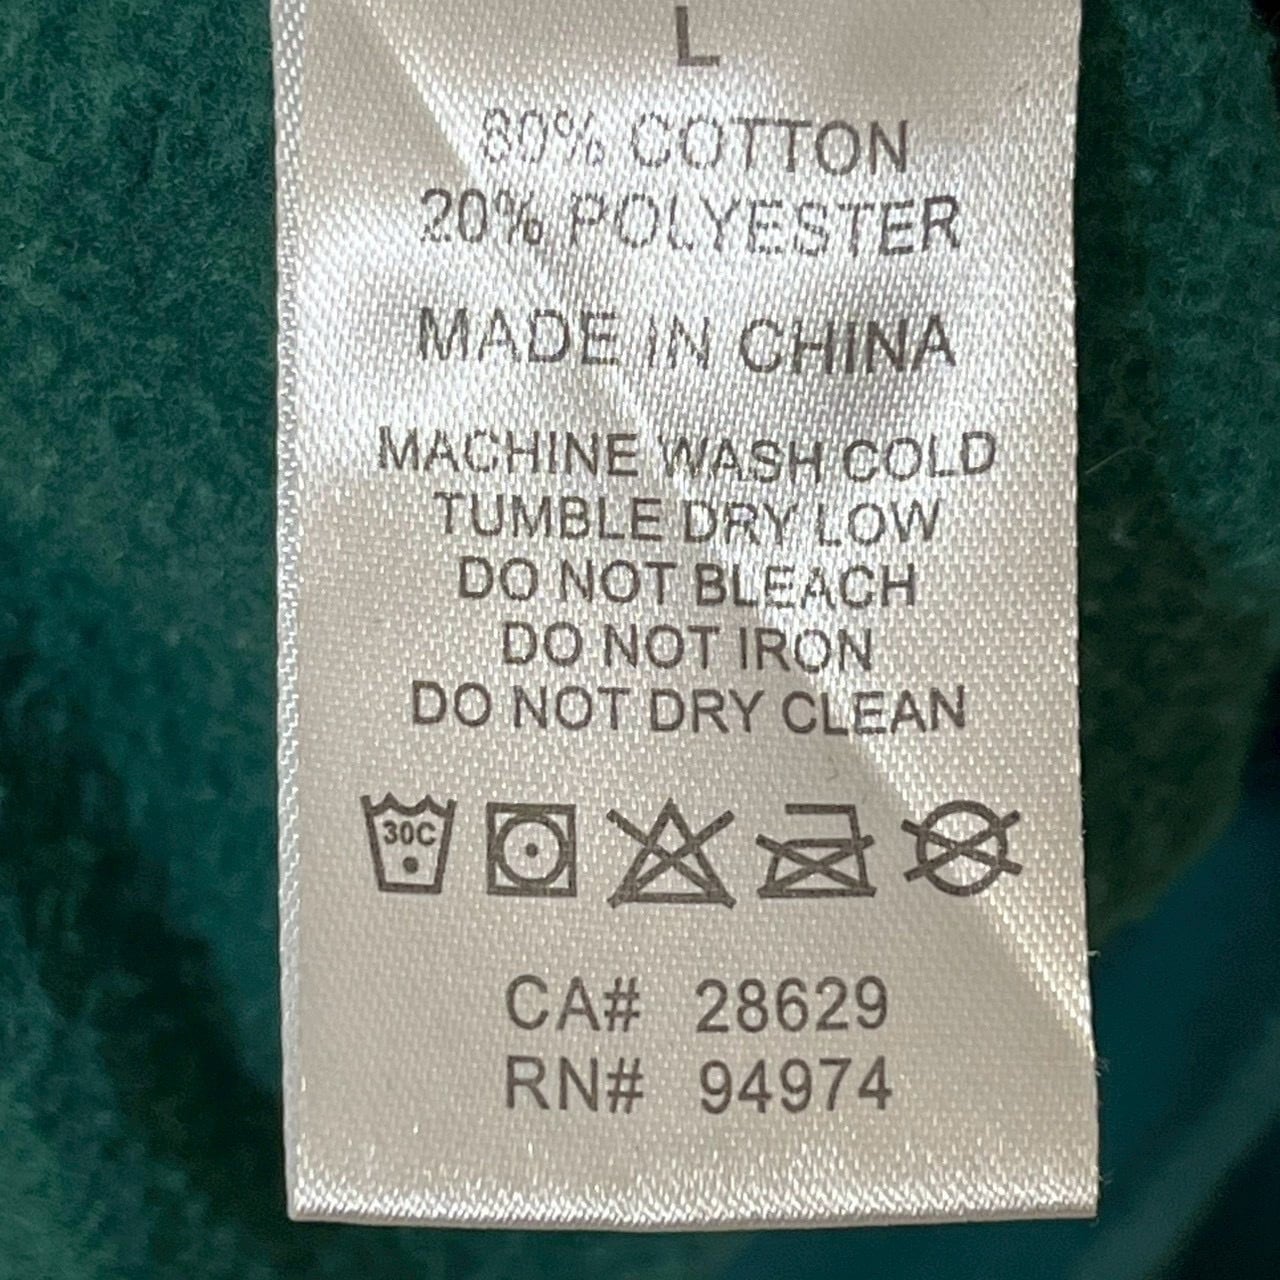 L
80% COTTON
20% POLYESTER
MADE IN CHINA
MACHINE WASH COLD
TUMBLE DRY LOW
DO NOT BLEACH
DO NOT IRON
DO NOT DRY CLEAN
30C
CA# 28629
RN# 94974